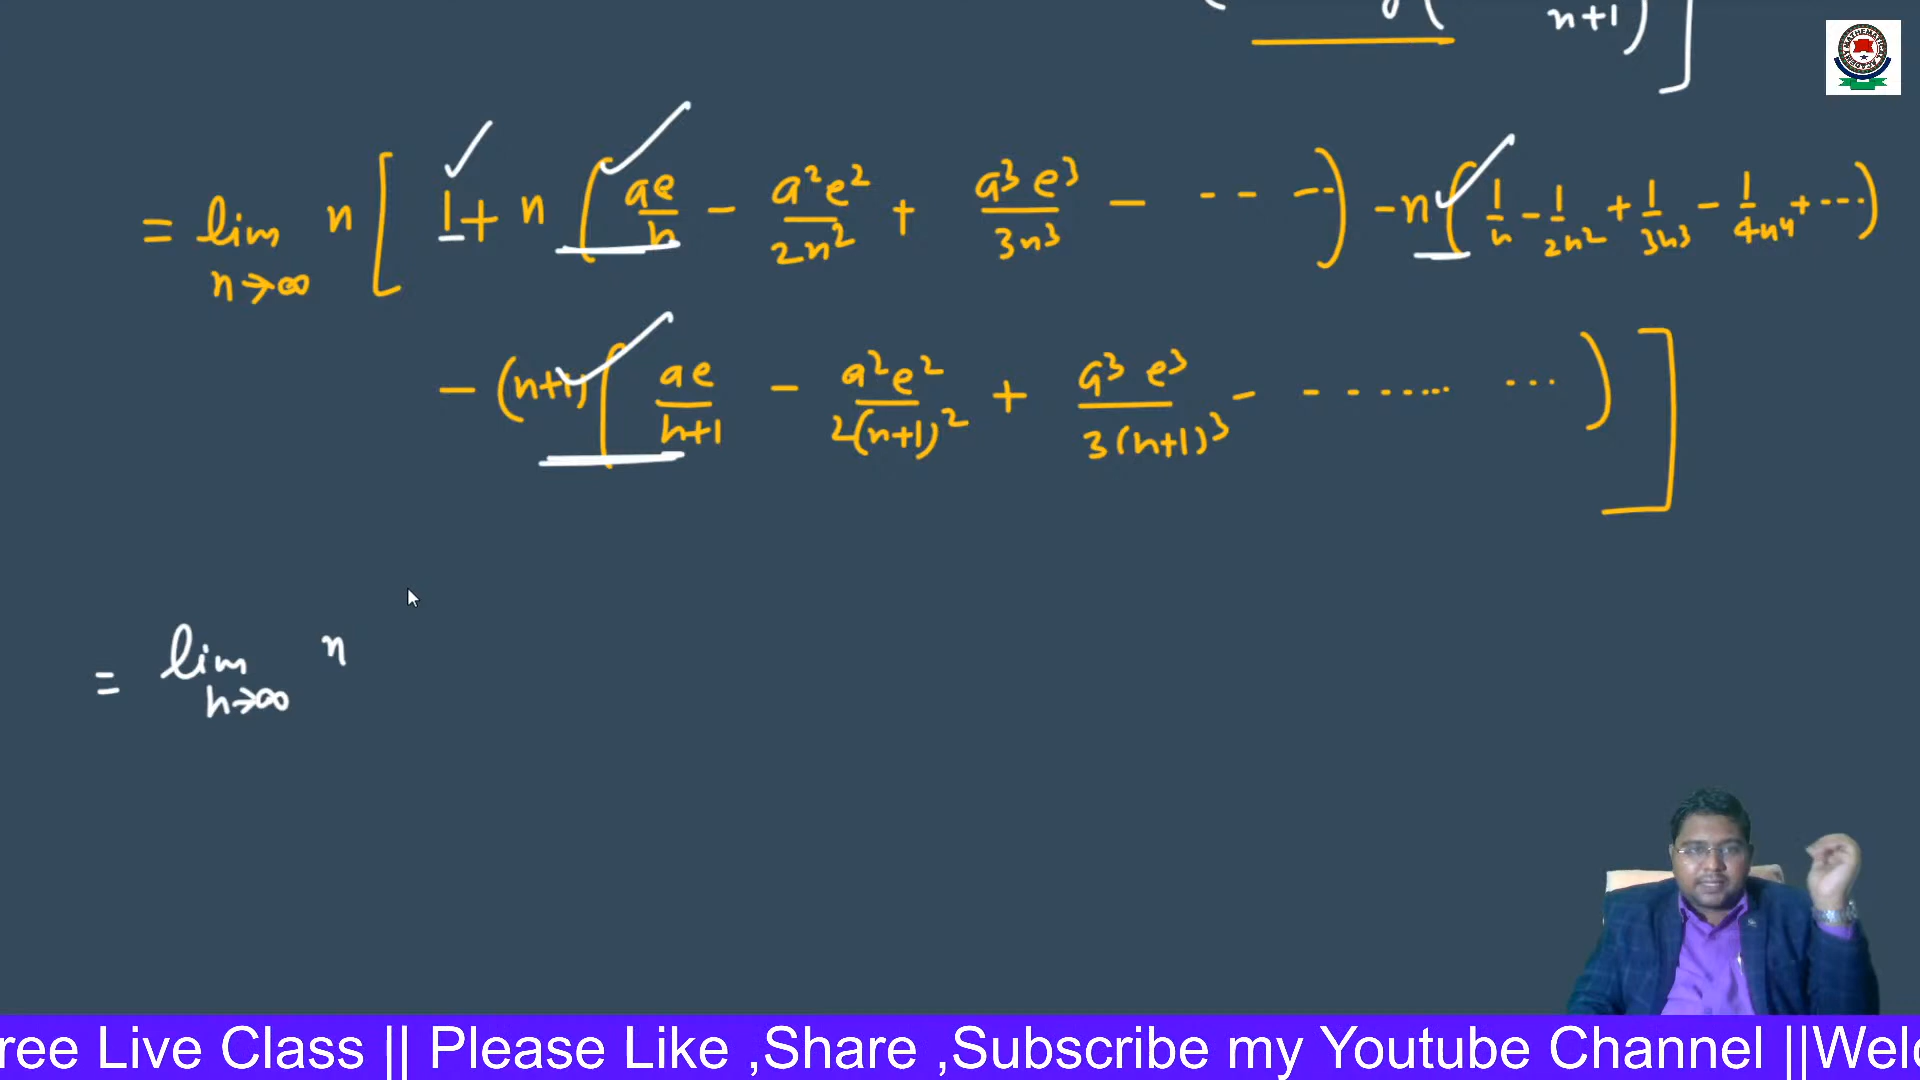 n+1)]
= lim n→∞ n [ 1 + n ( ae/n - a²e²/2n² + a³e³/3n³ - - - - - ) - n ( 1/n - 1/2n² + 1/3n³ - 1/4n⁴ + ... )
- (n+1) ( ae/n+1 - a²e²/2(n+1)² + a³e³/3(n+1)³ - - - - ..... ... ) ]
= lim n→∞ n
ree Live Class || Please Like ,Share ,Subscribe my Youtube Channel ||Welc